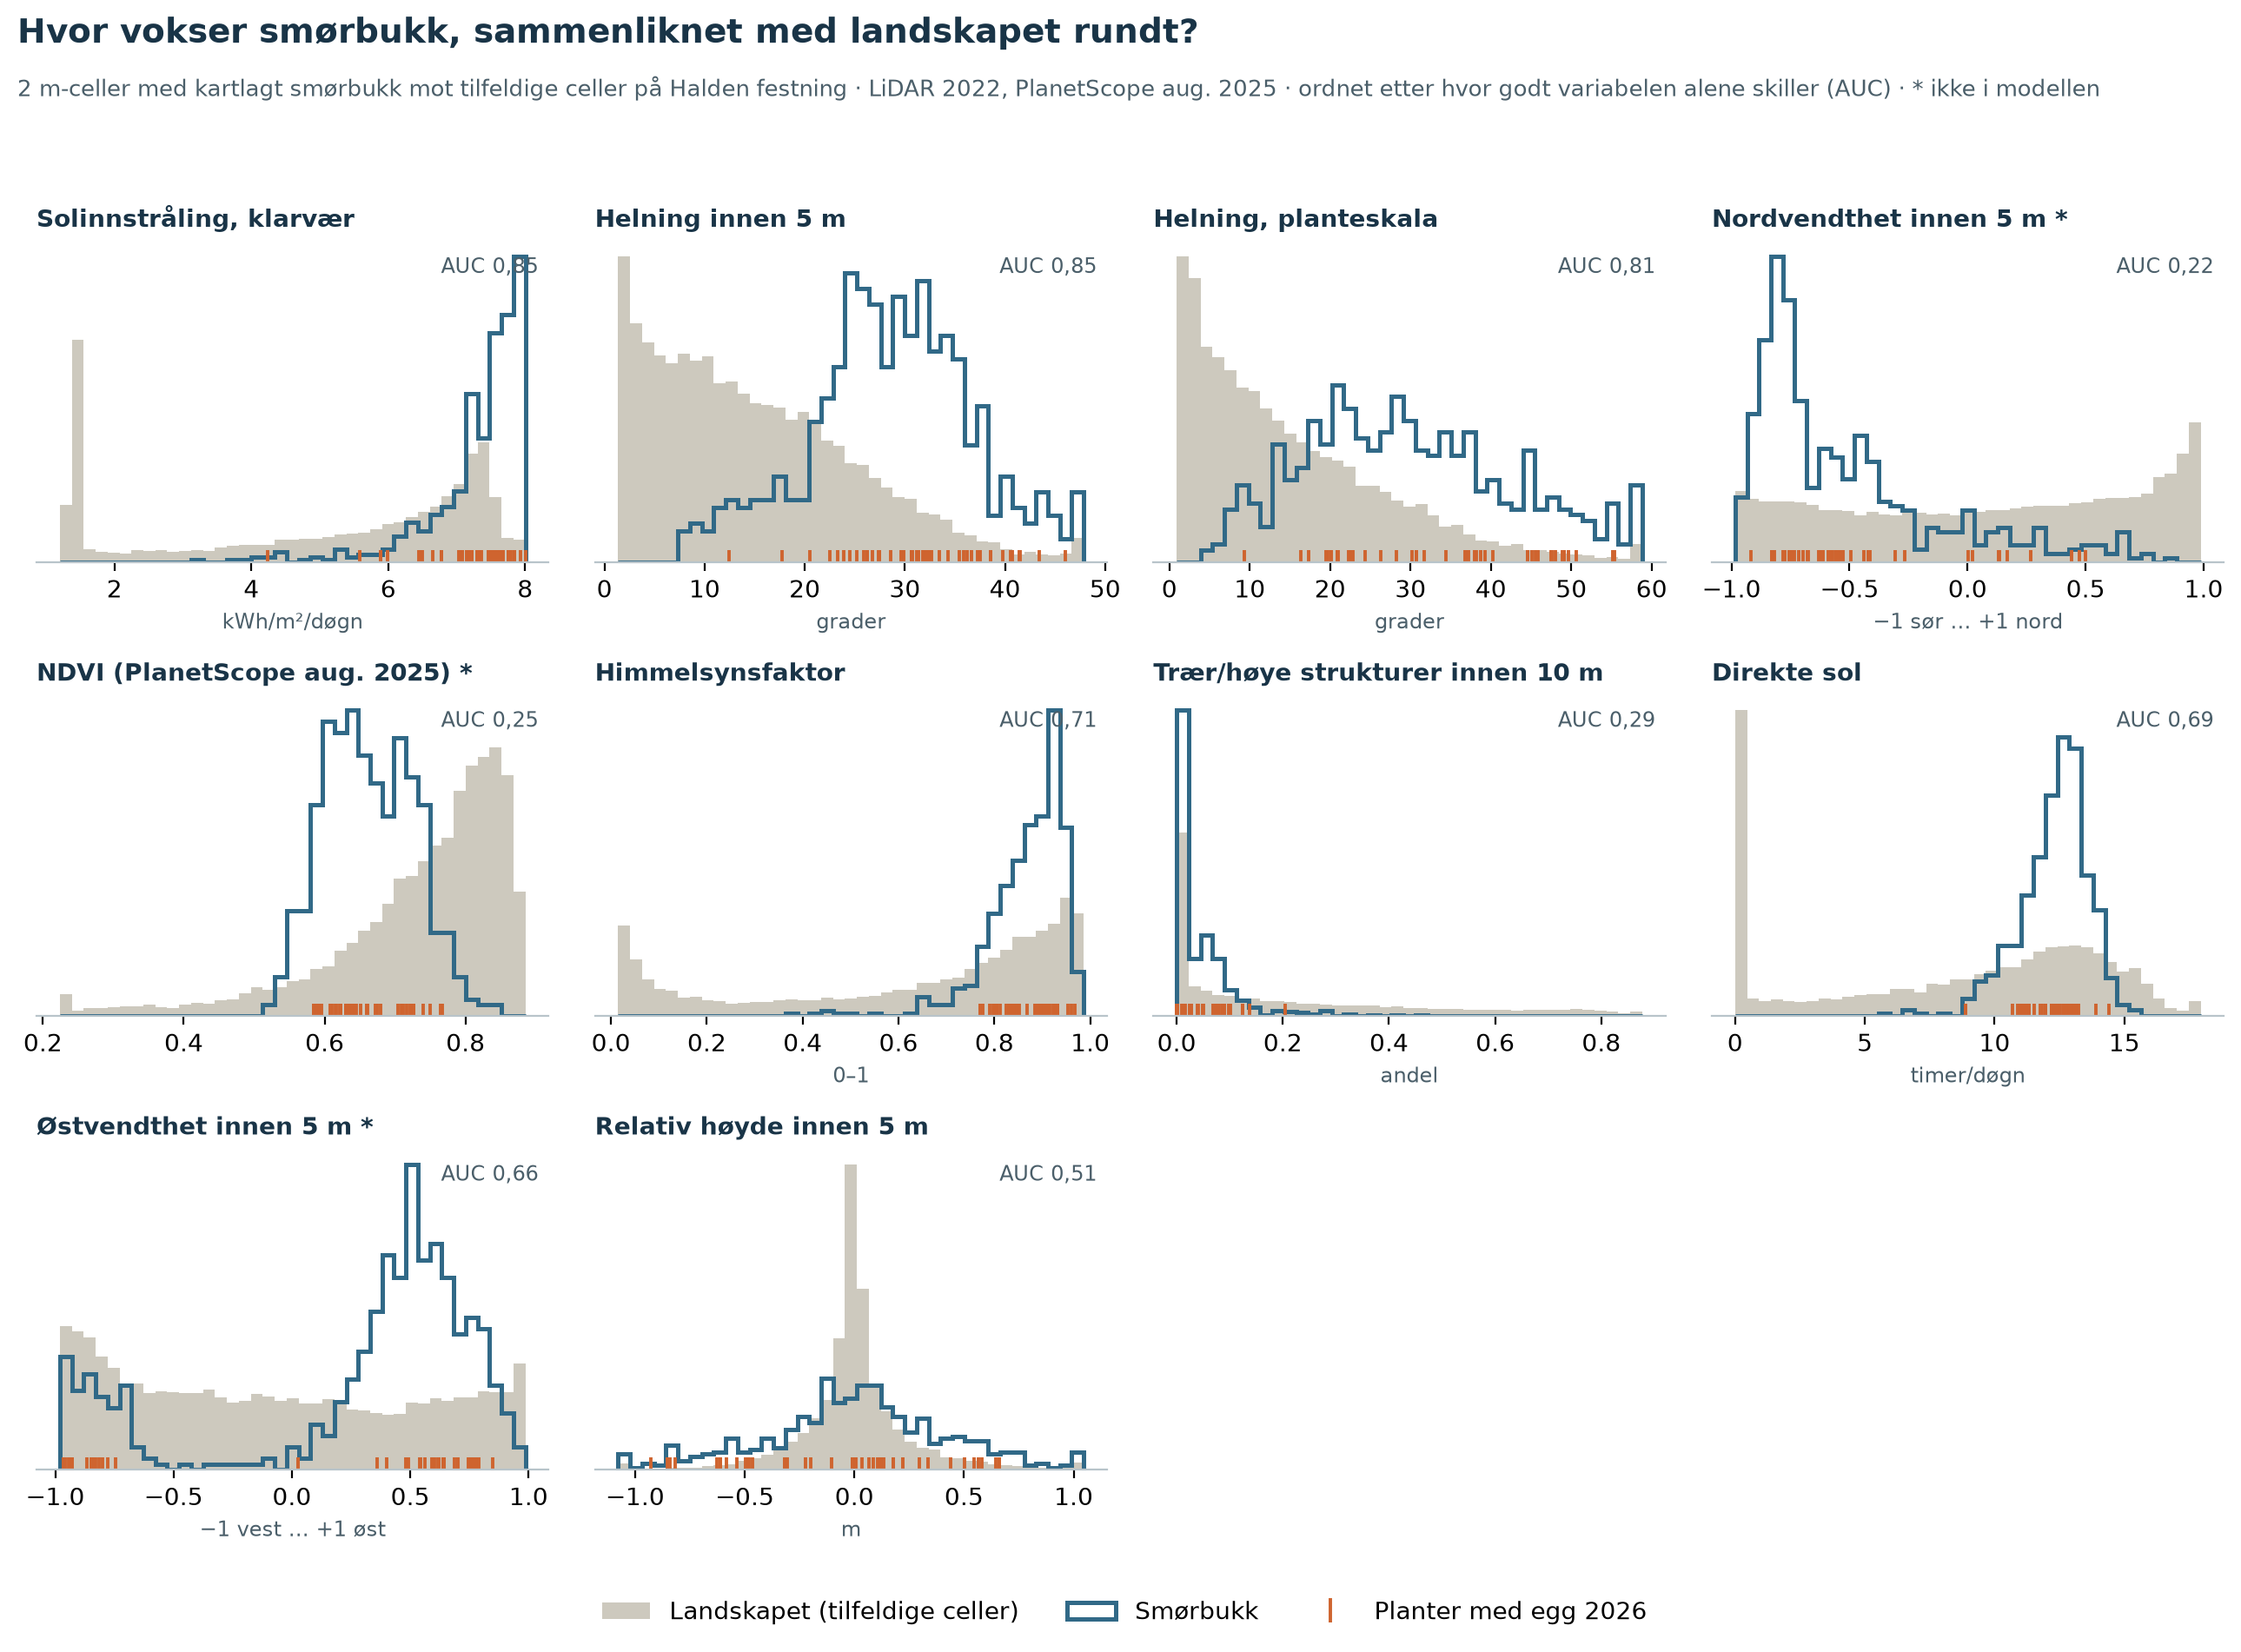 Hvor vokser smørbukk, sammenliknet med landskapet rundt?
2 m-celler med kartlagt smørbukk mot tilfeldige celler på Halden festning · LiDAR 2022, PlanetScope aug. 2025 · ordnet etter hvor godt variabelen alene skiller (AUC) · * ikke i modellen
Solinnstråling, klarvær
AUC 0,85
2 4 6 8
kWh/m²/døgn
Helning innen 5 m
AUC 0,85
0 10 20 30 40 50
grader
Helning, planteskala
AUC 0,81
0 10 20 30 40 50 60
grader
Nordvendthet innen 5 m *
AUC 0,22
−1.0 −0.5 0.0 0.5 1.0
−1 sør … +1 nord
NDVI (PlanetScope aug. 2025) *
AUC 0,25
0.2 0.4 0.6 0.8
Himmelsynsfaktor
AUC 0,71
0.0 0.2 0.4 0.6 0.8 1.0
0–1
Trær/høye strukturer innen 10 m
AUC 0,29
0.0 0.2 0.4 0.6 0.8
andel
Direkte sol
AUC 0,69
0 5 10 15
timer/døgn
Østvendthet innen 5 m *
AUC 0,66
−1.0 −0.5 0.0 0.5 1.0
−1 vest … +1 øst
Relativ høyde innen 5 m
AUC 0,51
−1.0 −0.5 0.0 0.5 1.0
m
Landskapet (tilfeldige celler)
Smørbukk
Planter med egg 2026